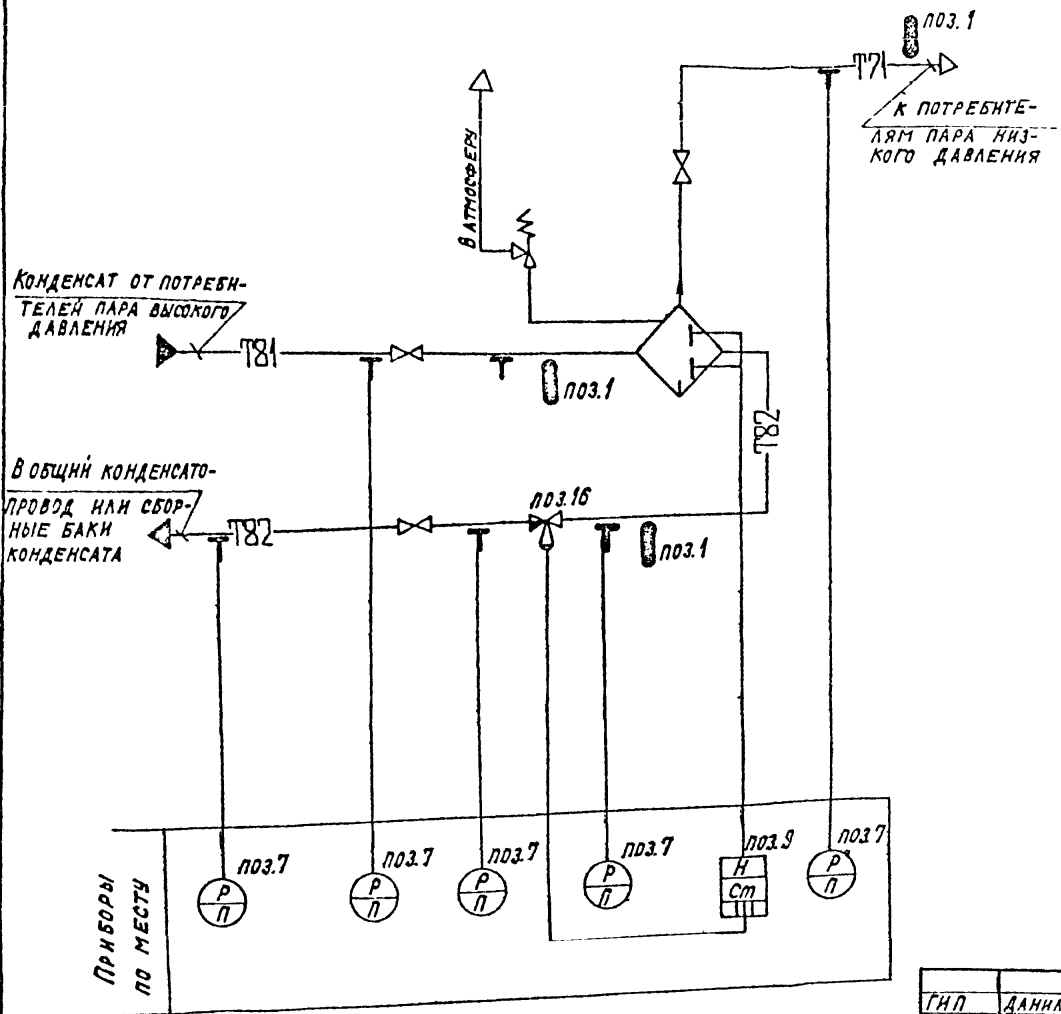 поз.1
Т71
К ПОТРЕБИТЕ-
ЛЯМ ПАРА НИЗ-
КОГО ДАВЛЕНИЯ
В АТМОСФЕРУ
КОНДЕНСАТ ОТ ПОТРЕБИ-
ТЕЛЕЙ ПАРА ВЫСОКОГО
ДАВЛЕНИЯ
Т81
поз.1
Т82
В ОБЩИЙ КОНДЕНСАТО-
ПРОВОД ИЛИ СБОР-
НЫЕ БАКИ
КОНДЕНСАТА
Т82
поз.16
поз.1
ПРИБОРЫ
ПО МЕСТУ
поз.7
Р
П
поз.7
Р
П
поз.7
Р
П
поз.7
Р
П
поз.9
Н
Ст
поз.7
Р
П
ГИП ДАНИЛ